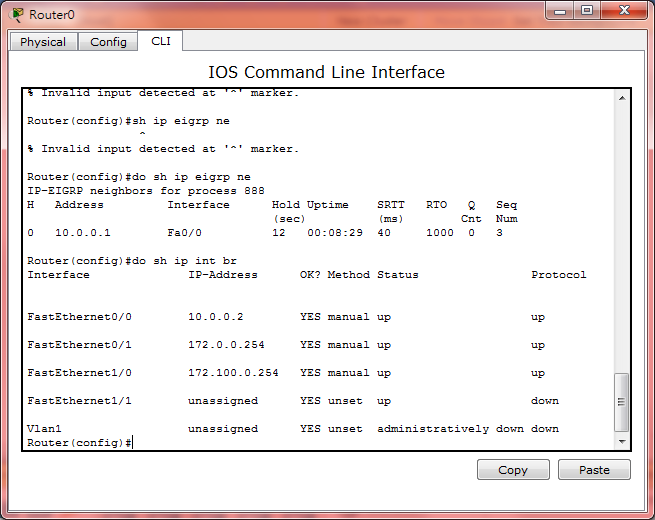 Router0
Physical Config CLI
IOS Command Line Interface
% Invalid input detected at '^' marker.
Router(config)#sh ip eigrp ne
^
% Invalid input detected at '^' marker.
Router(config)#do sh ip eigrp ne
IP-EIGRP neighbors for process 888
H Address Interface Hold Uptime SRTT RTO Q Seq
(sec) (ms) Cnt Num
0 10.0.0.1 Fa0/0 12 00:08:29 40 1000 0 3
Router(config)#do sh ip int br
Interface IP-Address OK? Method Status Protocol
FastEthernet0/0 10.0.0.2 YES manual up up
FastEthernet0/1 172.0.0.254 YES manual up up
FastEthernet1/0 172.100.0.254 YES manual up up
FastEthernet1/1 unassigned YES unset up down
Vlan1 unassigned YES unset administratively down down
Router(config)#
Copy Paste